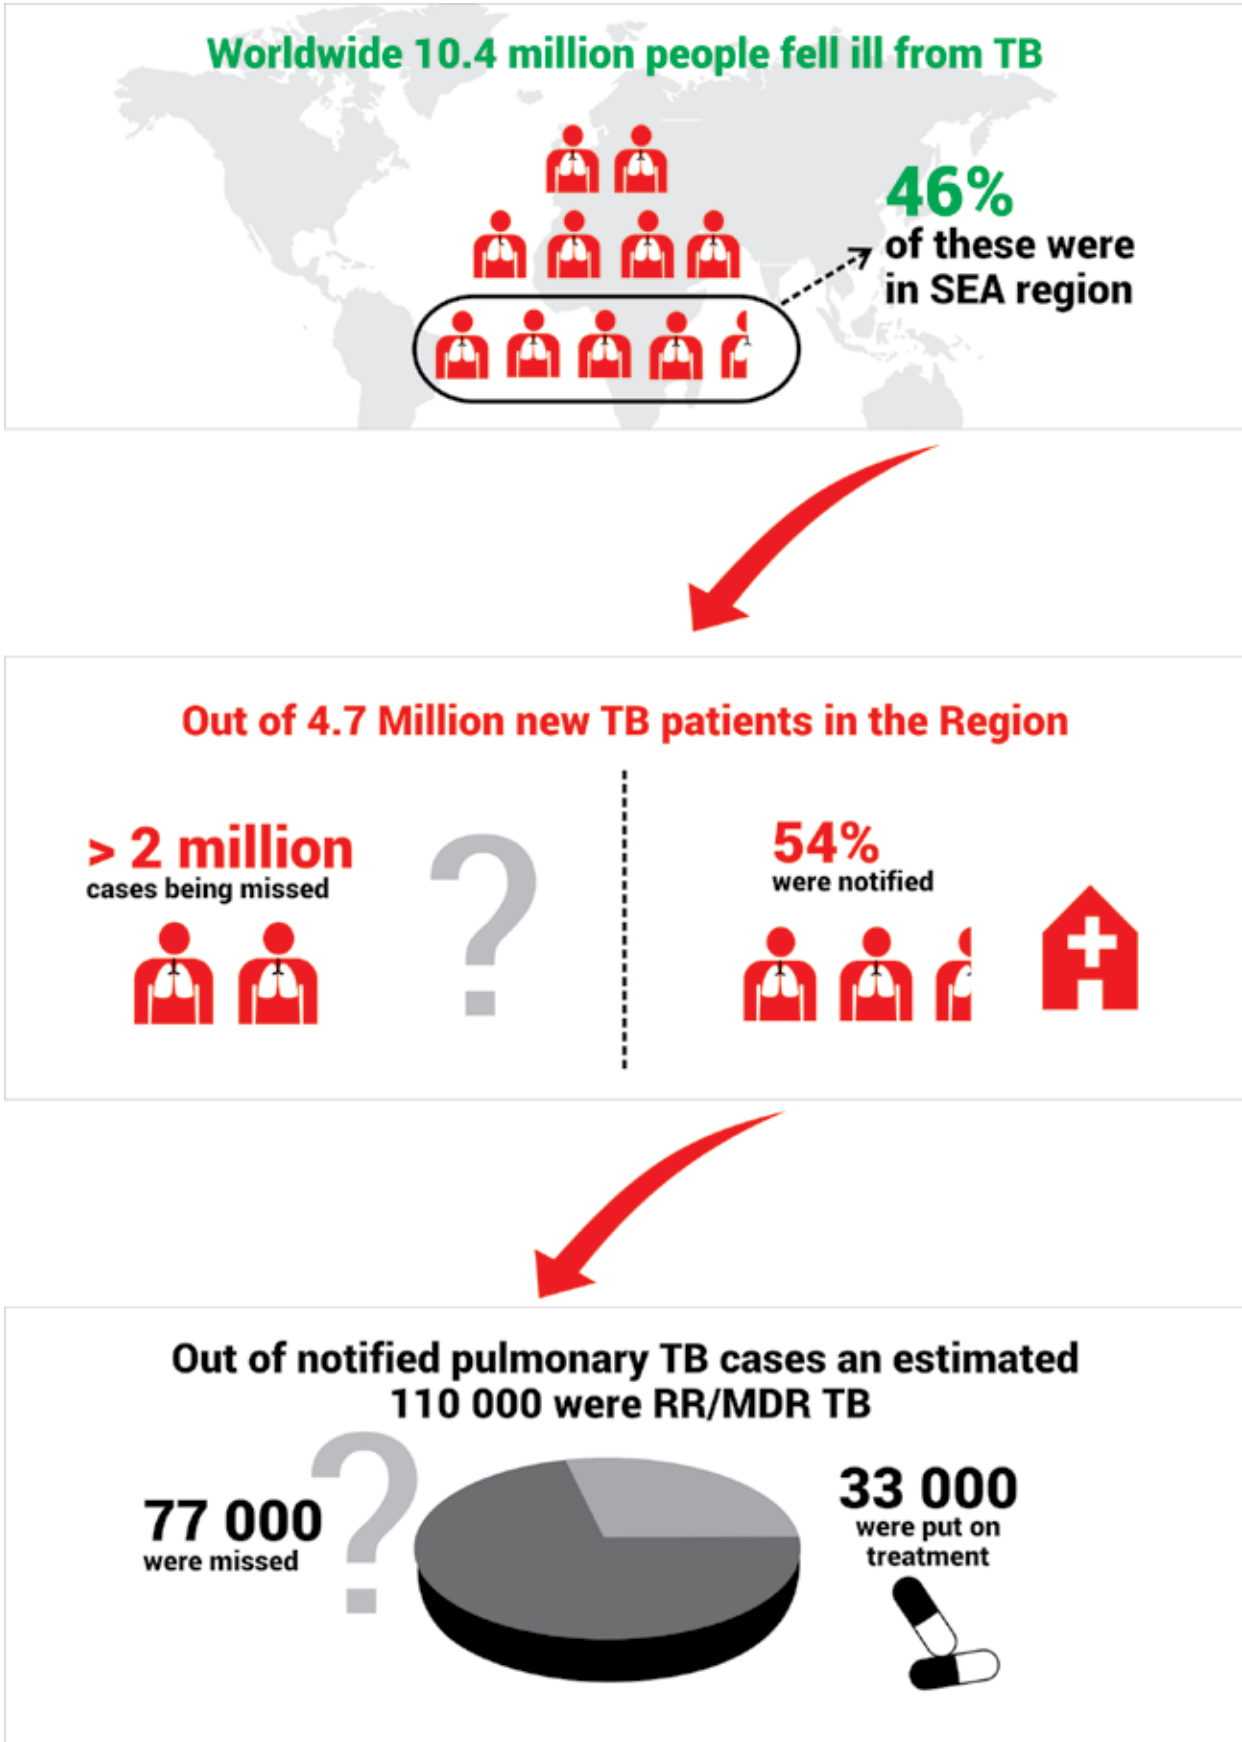 Worldwide 10.4 million people fell ill from TB
46%
of these were
in SEA region
Out of 4.7 Million new TB patients in the Region
> 2 million
cases being missed
?
54%
were notified
Out of notified pulmonary TB cases an estimated
110 000 were RR/MDR TB
77 000
were missed
?
33 000
were put on
treatment